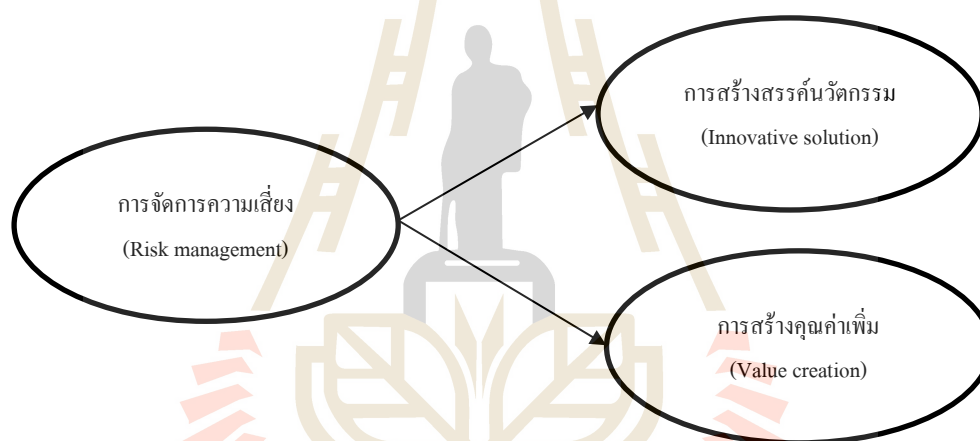 การสร้างสรรค์นวัตกรรม
(Innovative solution)
การจัดการความเสี่ยง
(Risk management)
การสร้างคุณค่าเพิ่ม
(Value creation)